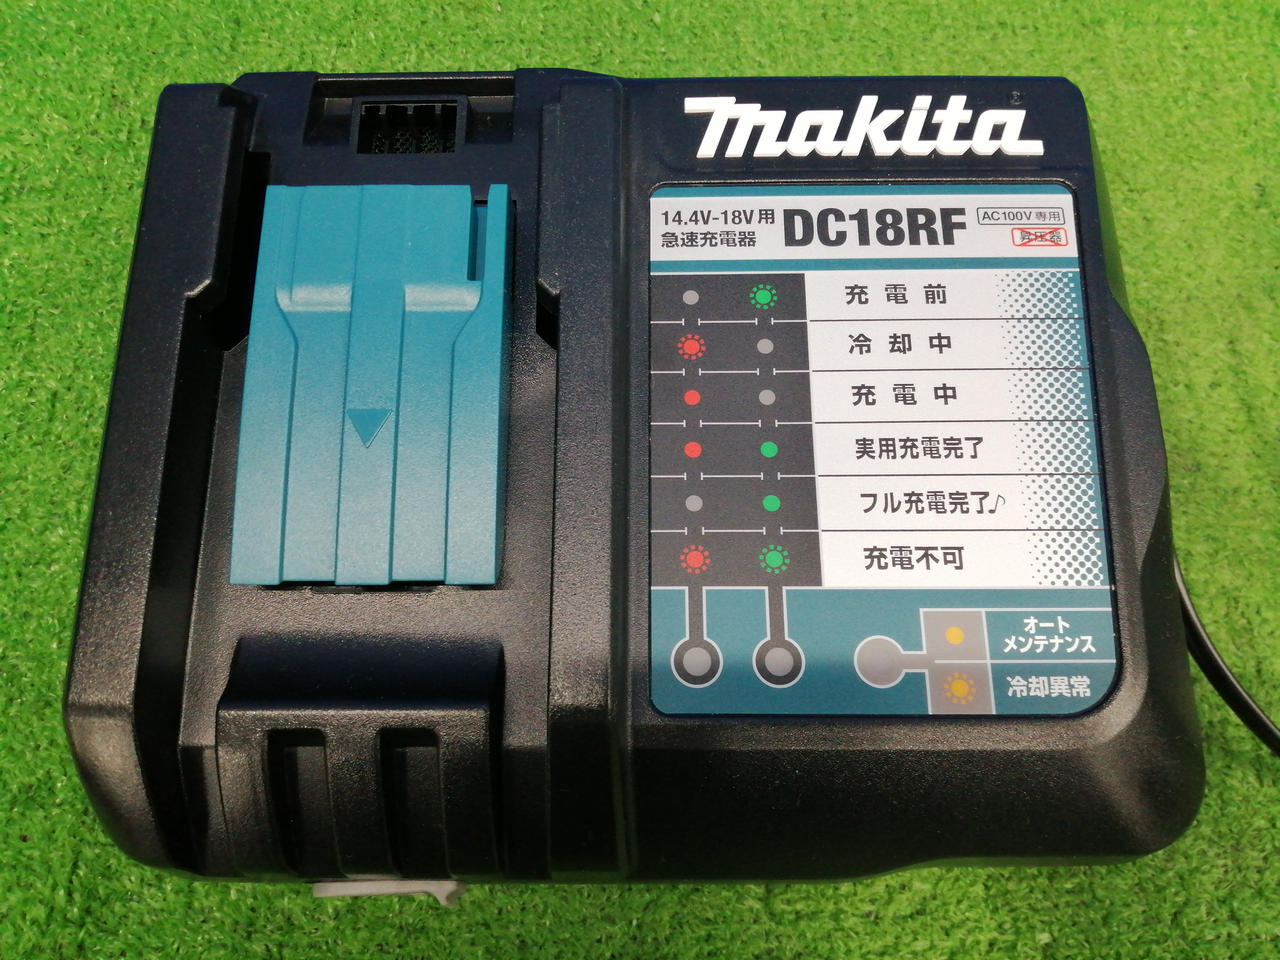 makita
14.4V-18V用
急速充電器
DC18RF
AC100V専用
昇圧器
充電前
冷却中
充電中
実用充電完了
フル充電完了♪
充電不可
オート
メンテナンス
冷却異常